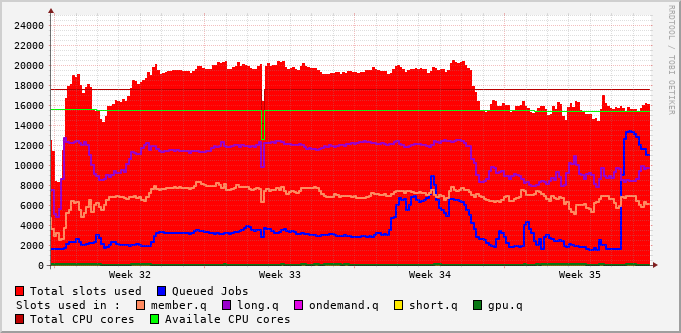 RRDTOOL / TOBI OETIKER
24000
22000
20000
18000
16000
14000
12000
10000
8000
6000
4000
2000
0
Week 32 Week 33 Week 34 Week 35
Total slots used Queued Jobs
Slots used in : member.q long.q ondemand.q short.q gpu.q
Total CPU cores Availale CPU cores